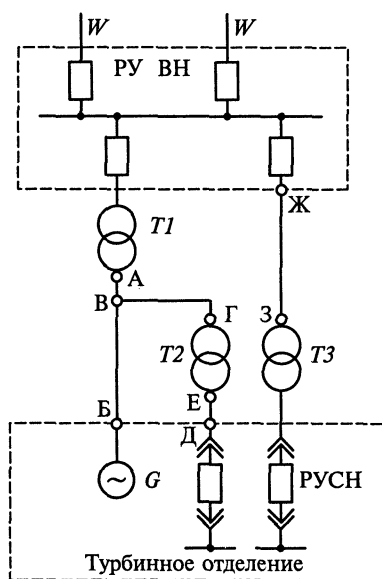 W W
РУ ВН
Ж
T1
А
В
Г З
T2 T3
Е
Б
Д
G РУСН
Турбинное отделение